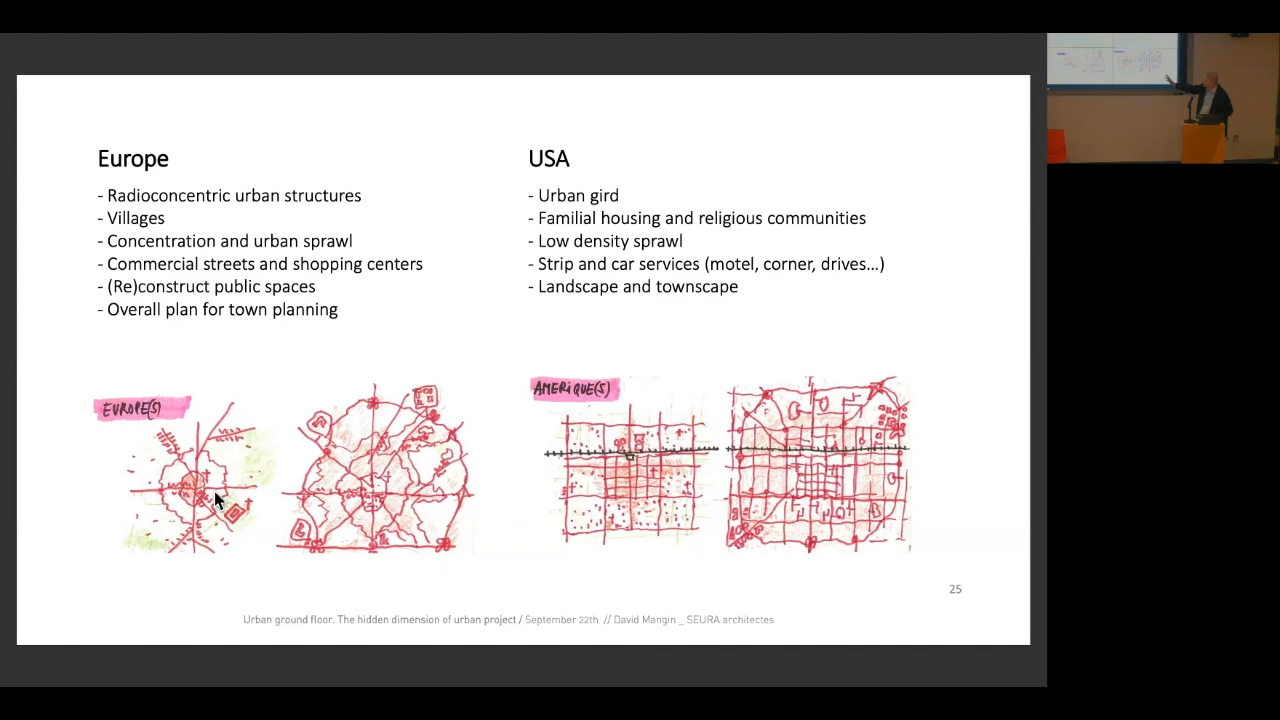 Europe
- Radioconcentric urban structures
- Villages
- Concentration and urban sprawl
- Commercial streets and shopping centers
- (Re)construct public spaces
- Overall plan for town planning
USA
- Urban gird
- Familial housing and religious communities
- Low density sprawl
- Strip and car services (motel, corner, drives...)
- Landscape and townscape
EUROPE(S)
AMERIQUE(S)
25
Urban ground floor. The hidden dimension of urban project / September 22th // David Mangin _ SEURA architectes